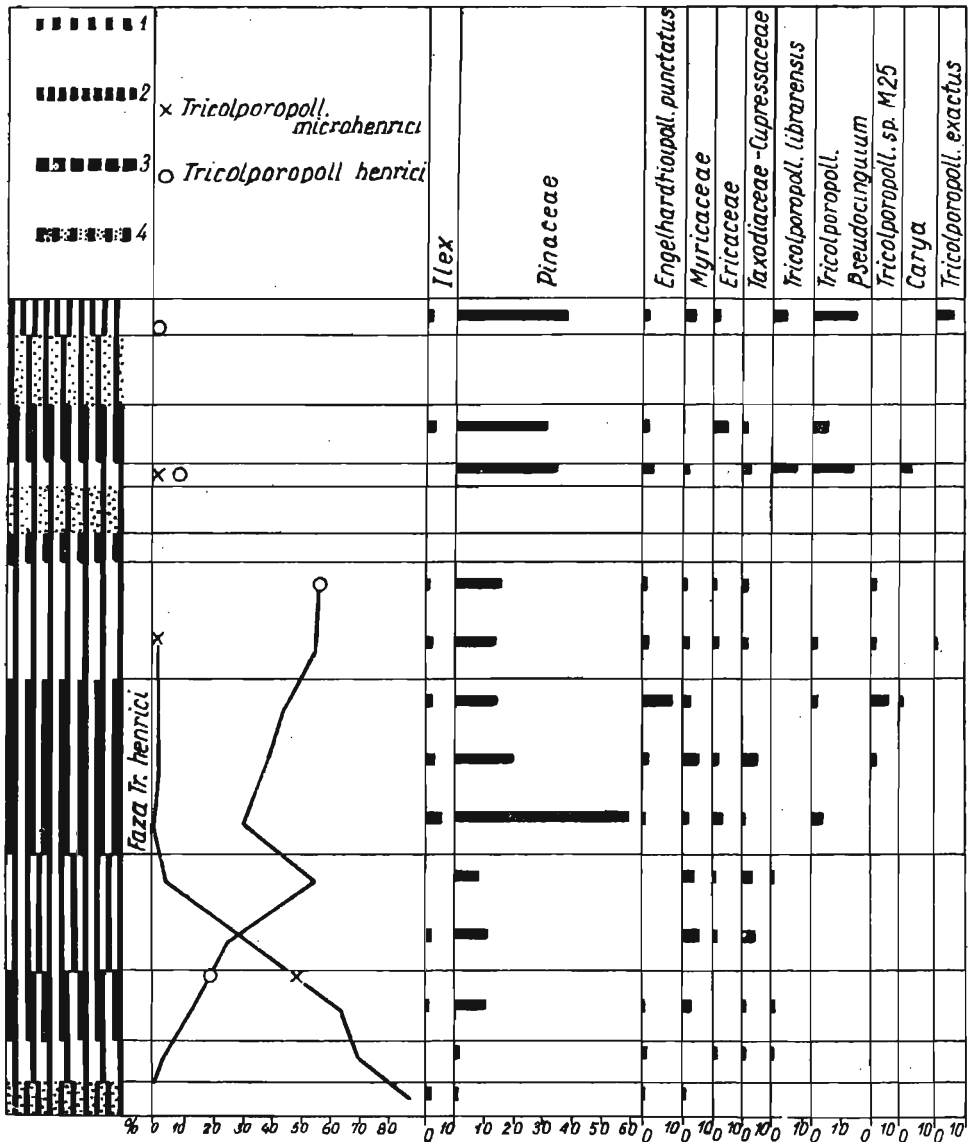 1
2
× Tricolporopoll.
microhenrici
3
○ Tricolporopoll henrici
4
Ilex
Pinaceae
Engelhardtioipoll. punctatus
Myricaceae
Ericaceae
Taxodiaceae-Cupressaceae
Tricolporopoll. librarensis
Tricolporopoll.
Pseudocingulum
Tricolporopoll. sp. M25
Carya
Tricolporopoll. exactus
Faza Tr. henrici
% 0 10 20 30 40 50 60 70 80 0 0 10 20 30 40 50 60 0 10 0 10 0 10 0 10 0 10 0 10 0 10 0 10 0 10